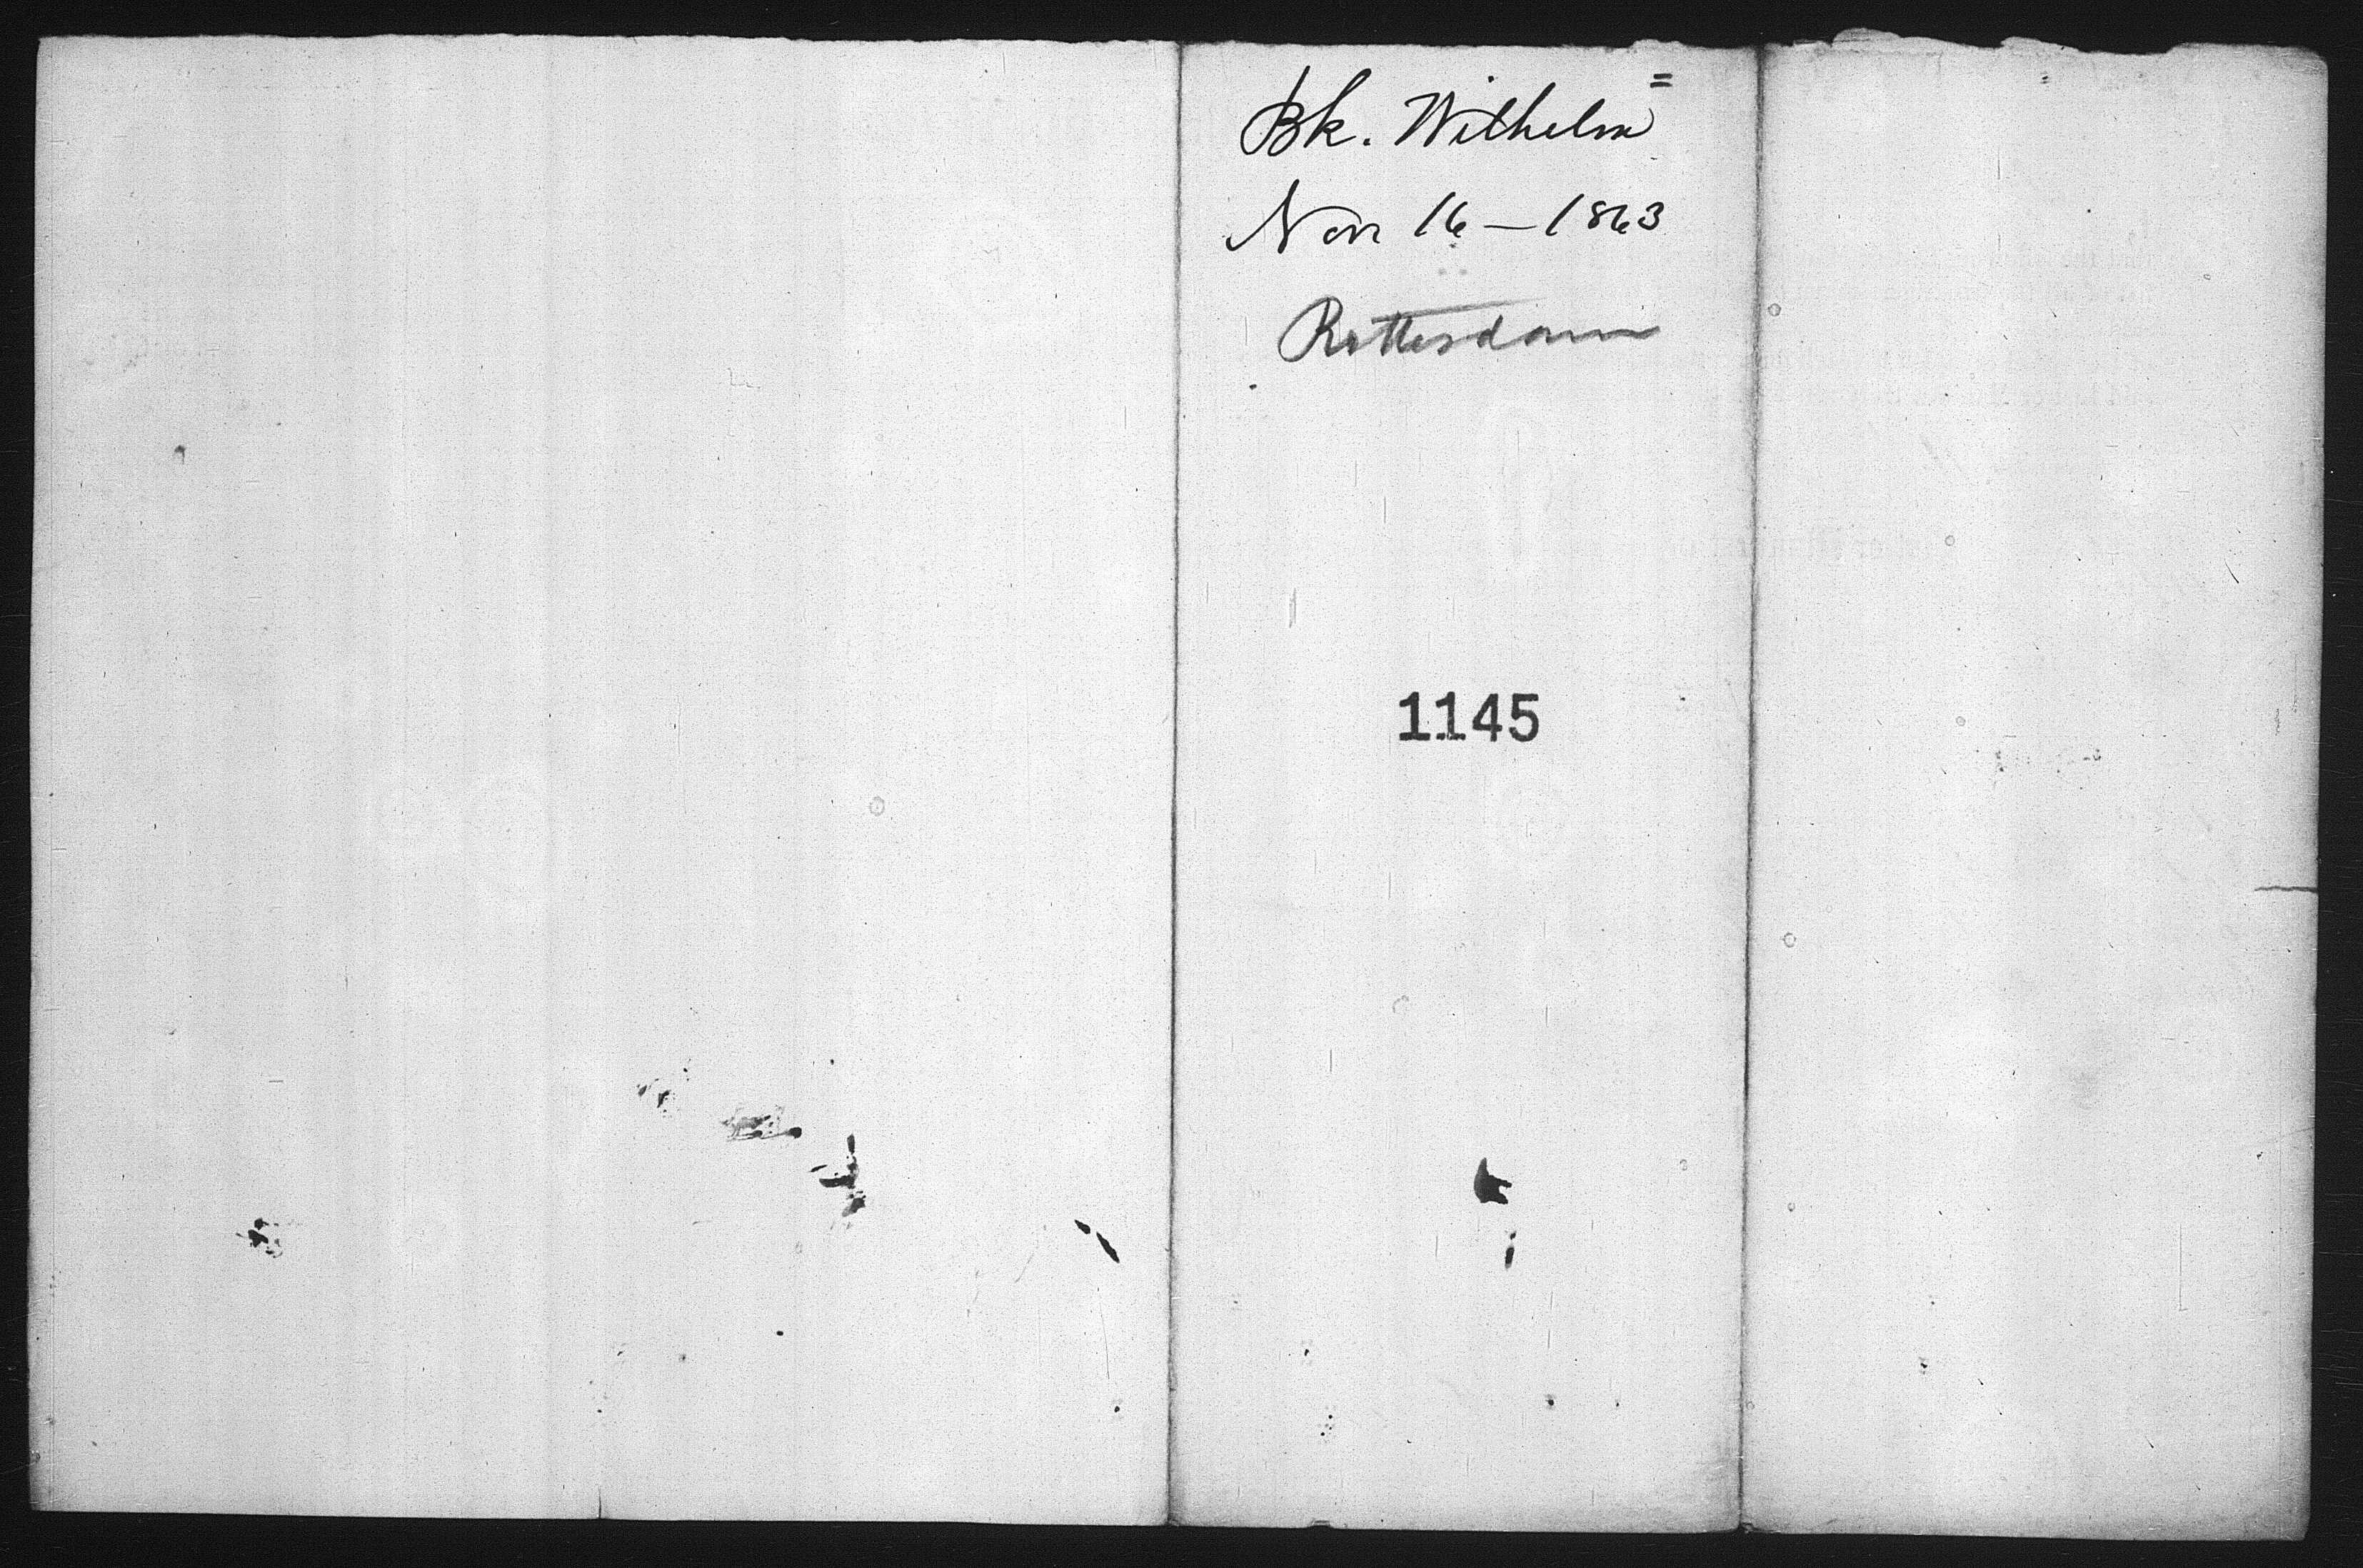 Bk. Wilhelm =
Nov 16 — 1863
Rotterdam
1145